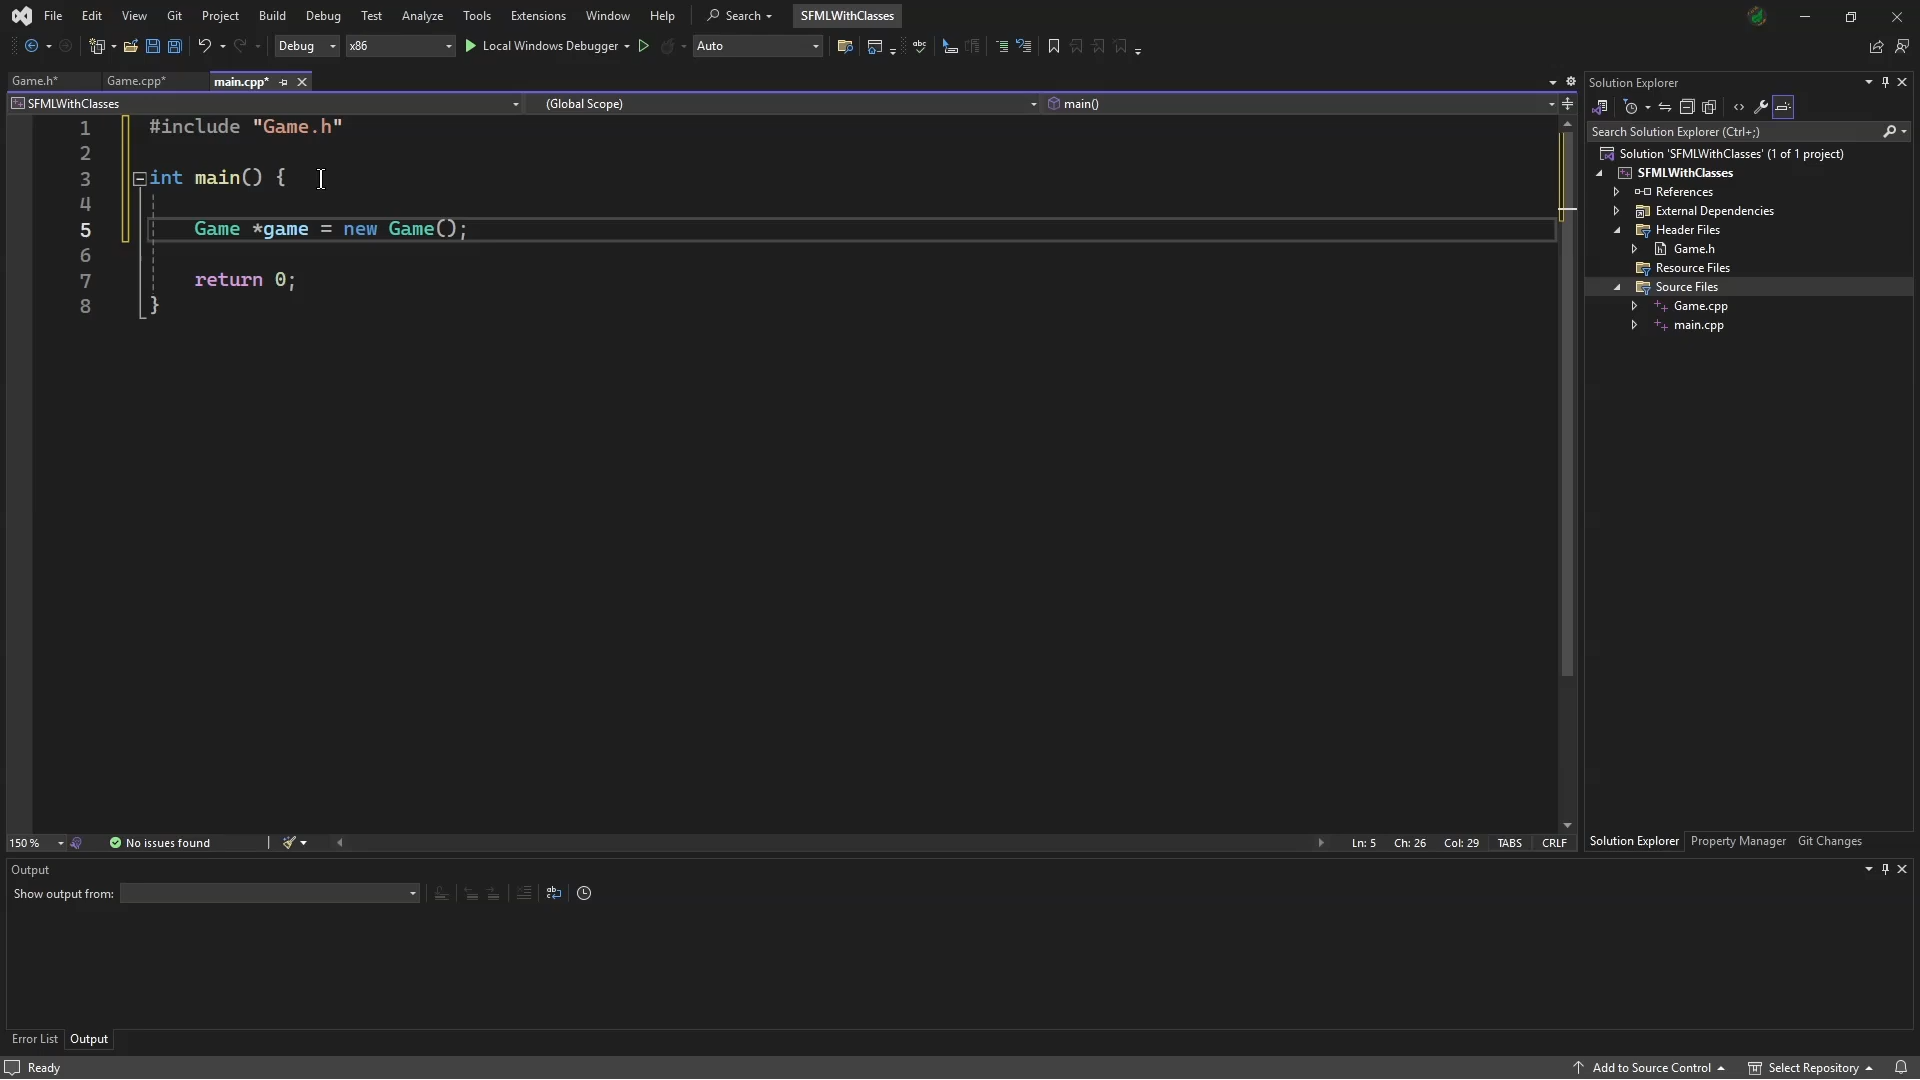 File Edit View Git Project Build Debug Test Analyze Tools Extensions Window Help Search SFMLWithClasses
Debug x86 Local Windows Debugger Auto
Game.h* Game.cpp* main.cpp*
SFMLWithClasses (Global Scope) main()
1 #include "Game.h"
2
3 int main() {
4
5 Game *game = new Game();
6
7 return 0;
8 }
150 % No issues found Ln: 5 Ch: 26 Col: 29 TABS CRLF
Output
Show output from:
Error List Output
Solution Explorer
Search Solution Explorer (Ctrl+;)
Solution 'SFMLWithClasses' (1 of 1 project)
SFMLWithClasses
References
External Dependencies
Header Files
Game.h
Resource Files
Source Files
Game.cpp
main.cpp
Solution Explorer Property Manager Git Changes
Ready Add to Source Control Select Repository